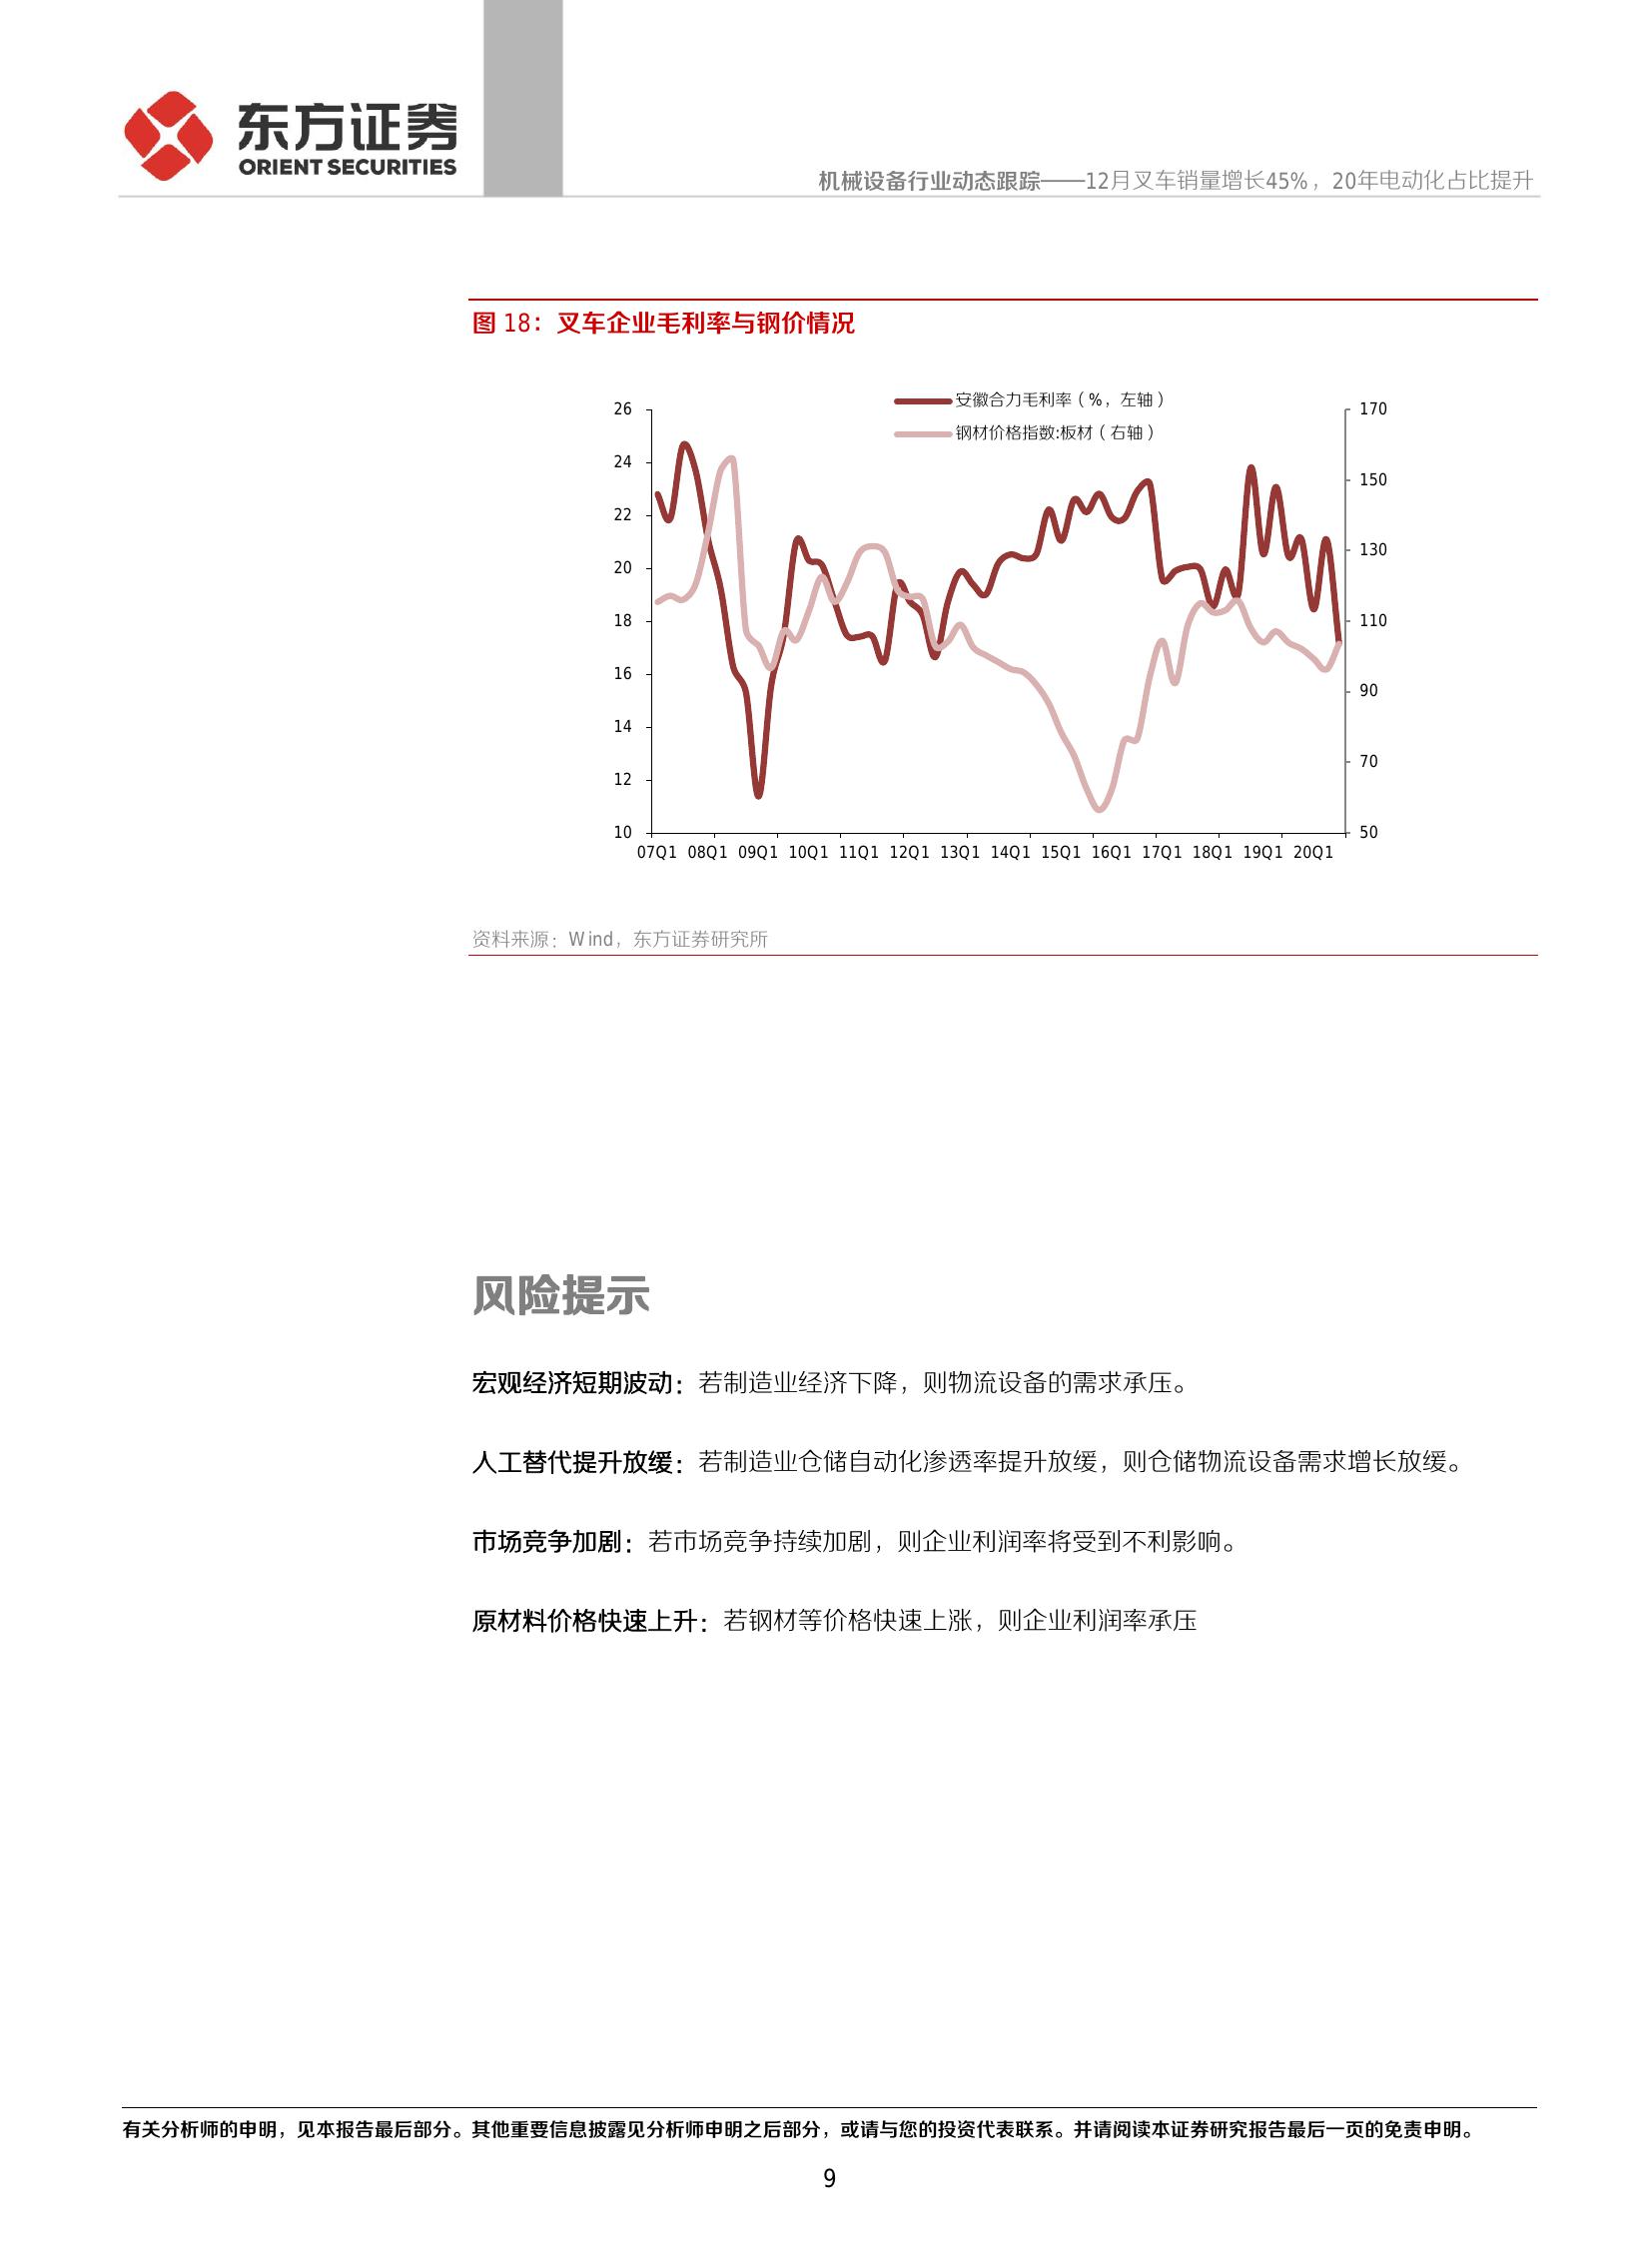 东方证券
ORIENT SECURITIES
机械设备行业动态跟踪——12月叉车销量增长45%，20年电动化占比提升
图 18：叉车企业毛利率与钢价情况
安徽合力毛利率（%，左轴）
钢材价格指数:板材（右轴）
26
24
22
20
18
16
14
12
10
170
150
130
110
90
70
50
07Q1 08Q1 09Q1 10Q1 11Q1 12Q1 13Q1 14Q1 15Q1 16Q1 17Q1 18Q1 19Q1 20Q1
资料来源：Wind，东方证券研究所
风险提示
宏观经济短期波动：若制造业经济下降，则物流设备的需求承压。
人工替代提升放缓：若制造业仓储自动化渗透率提升放缓，则仓储物流设备需求增长放缓。
市场竞争加剧：若市场竞争持续加剧，则企业利润率将受到不利影响。
原材料价格快速上升：若钢材等价格快速上涨，则企业利润率承压
有关分析师的申明，见本报告最后部分。其他重要信息披露见分析师申明之后部分，或请与您的投资代表联系。并请阅读本证券研究报告最后一页的免责申明。
9